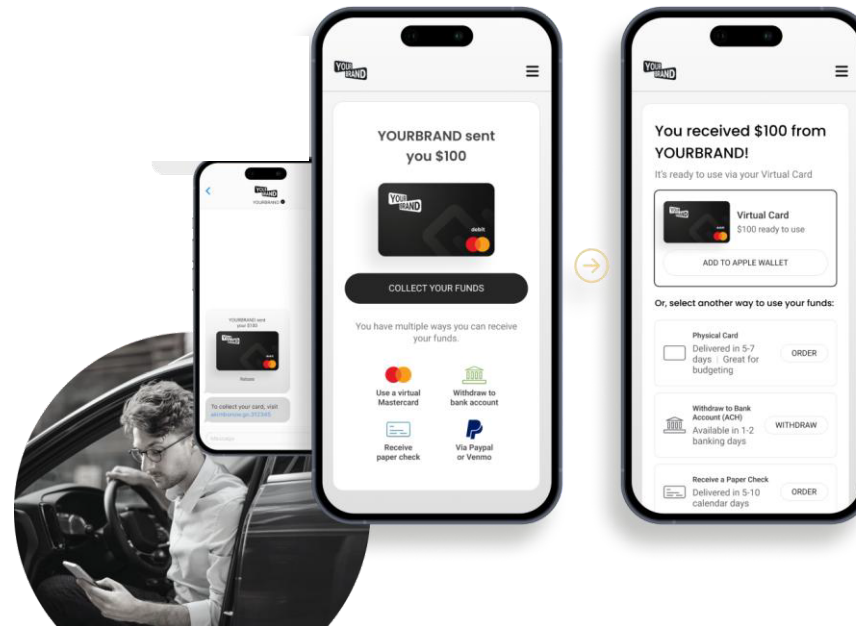 YOUR
BRAND
YOURBRAND
YOURBRAND sent
you $100
Rebate
To collect your card, visit
YOUR
BRAND
YOURBRAND sent
you $100
YOUR
BRAND
debit
COLLECT YOUR FUNDS
You have multiple ways you can receive
your funds.
Use a virtual
Mastercard
Withdraw to
bank account
Receive
paper check
Via Paypal
or Venmo
YOUR
BRAND
You received $100 from
YOURBRAND!
It's ready to use via your Virtual Card
Virtual Card
$100 ready to use
ADD TO APPLE WALLET
Or, select another way to use your funds:
Physical Card
Delivered in 5-7
days | Great for
budgeting
ORDER
Withdraw to Bank
Account (ACH)
Available in 1-2
banking days
WITHDRAW
Receive a Paper Check
Delivered in 5-10
calendar days
ORDER